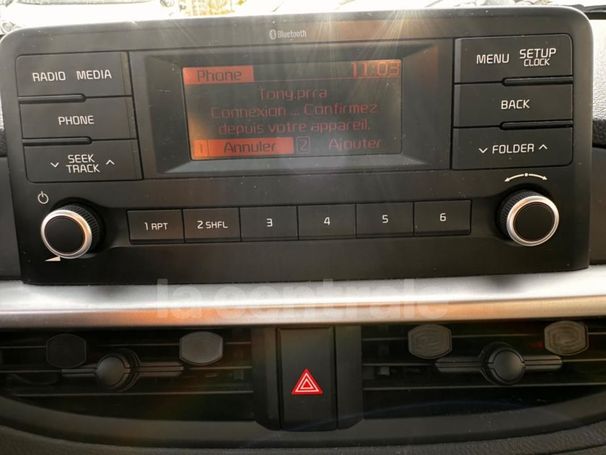 Bluetooth
RADIO MEDIA
Phone 11:03
MENU SETUP
CLOCK
Tony.prra
PHONE
Connexion ... Confirmez
BACK
depuis votre appareil.
SEEK
TRACK
1 Annuler 2 Ajouter
FOLDER
1 RPT 2 SHFL 3 4 5 6
la centrale